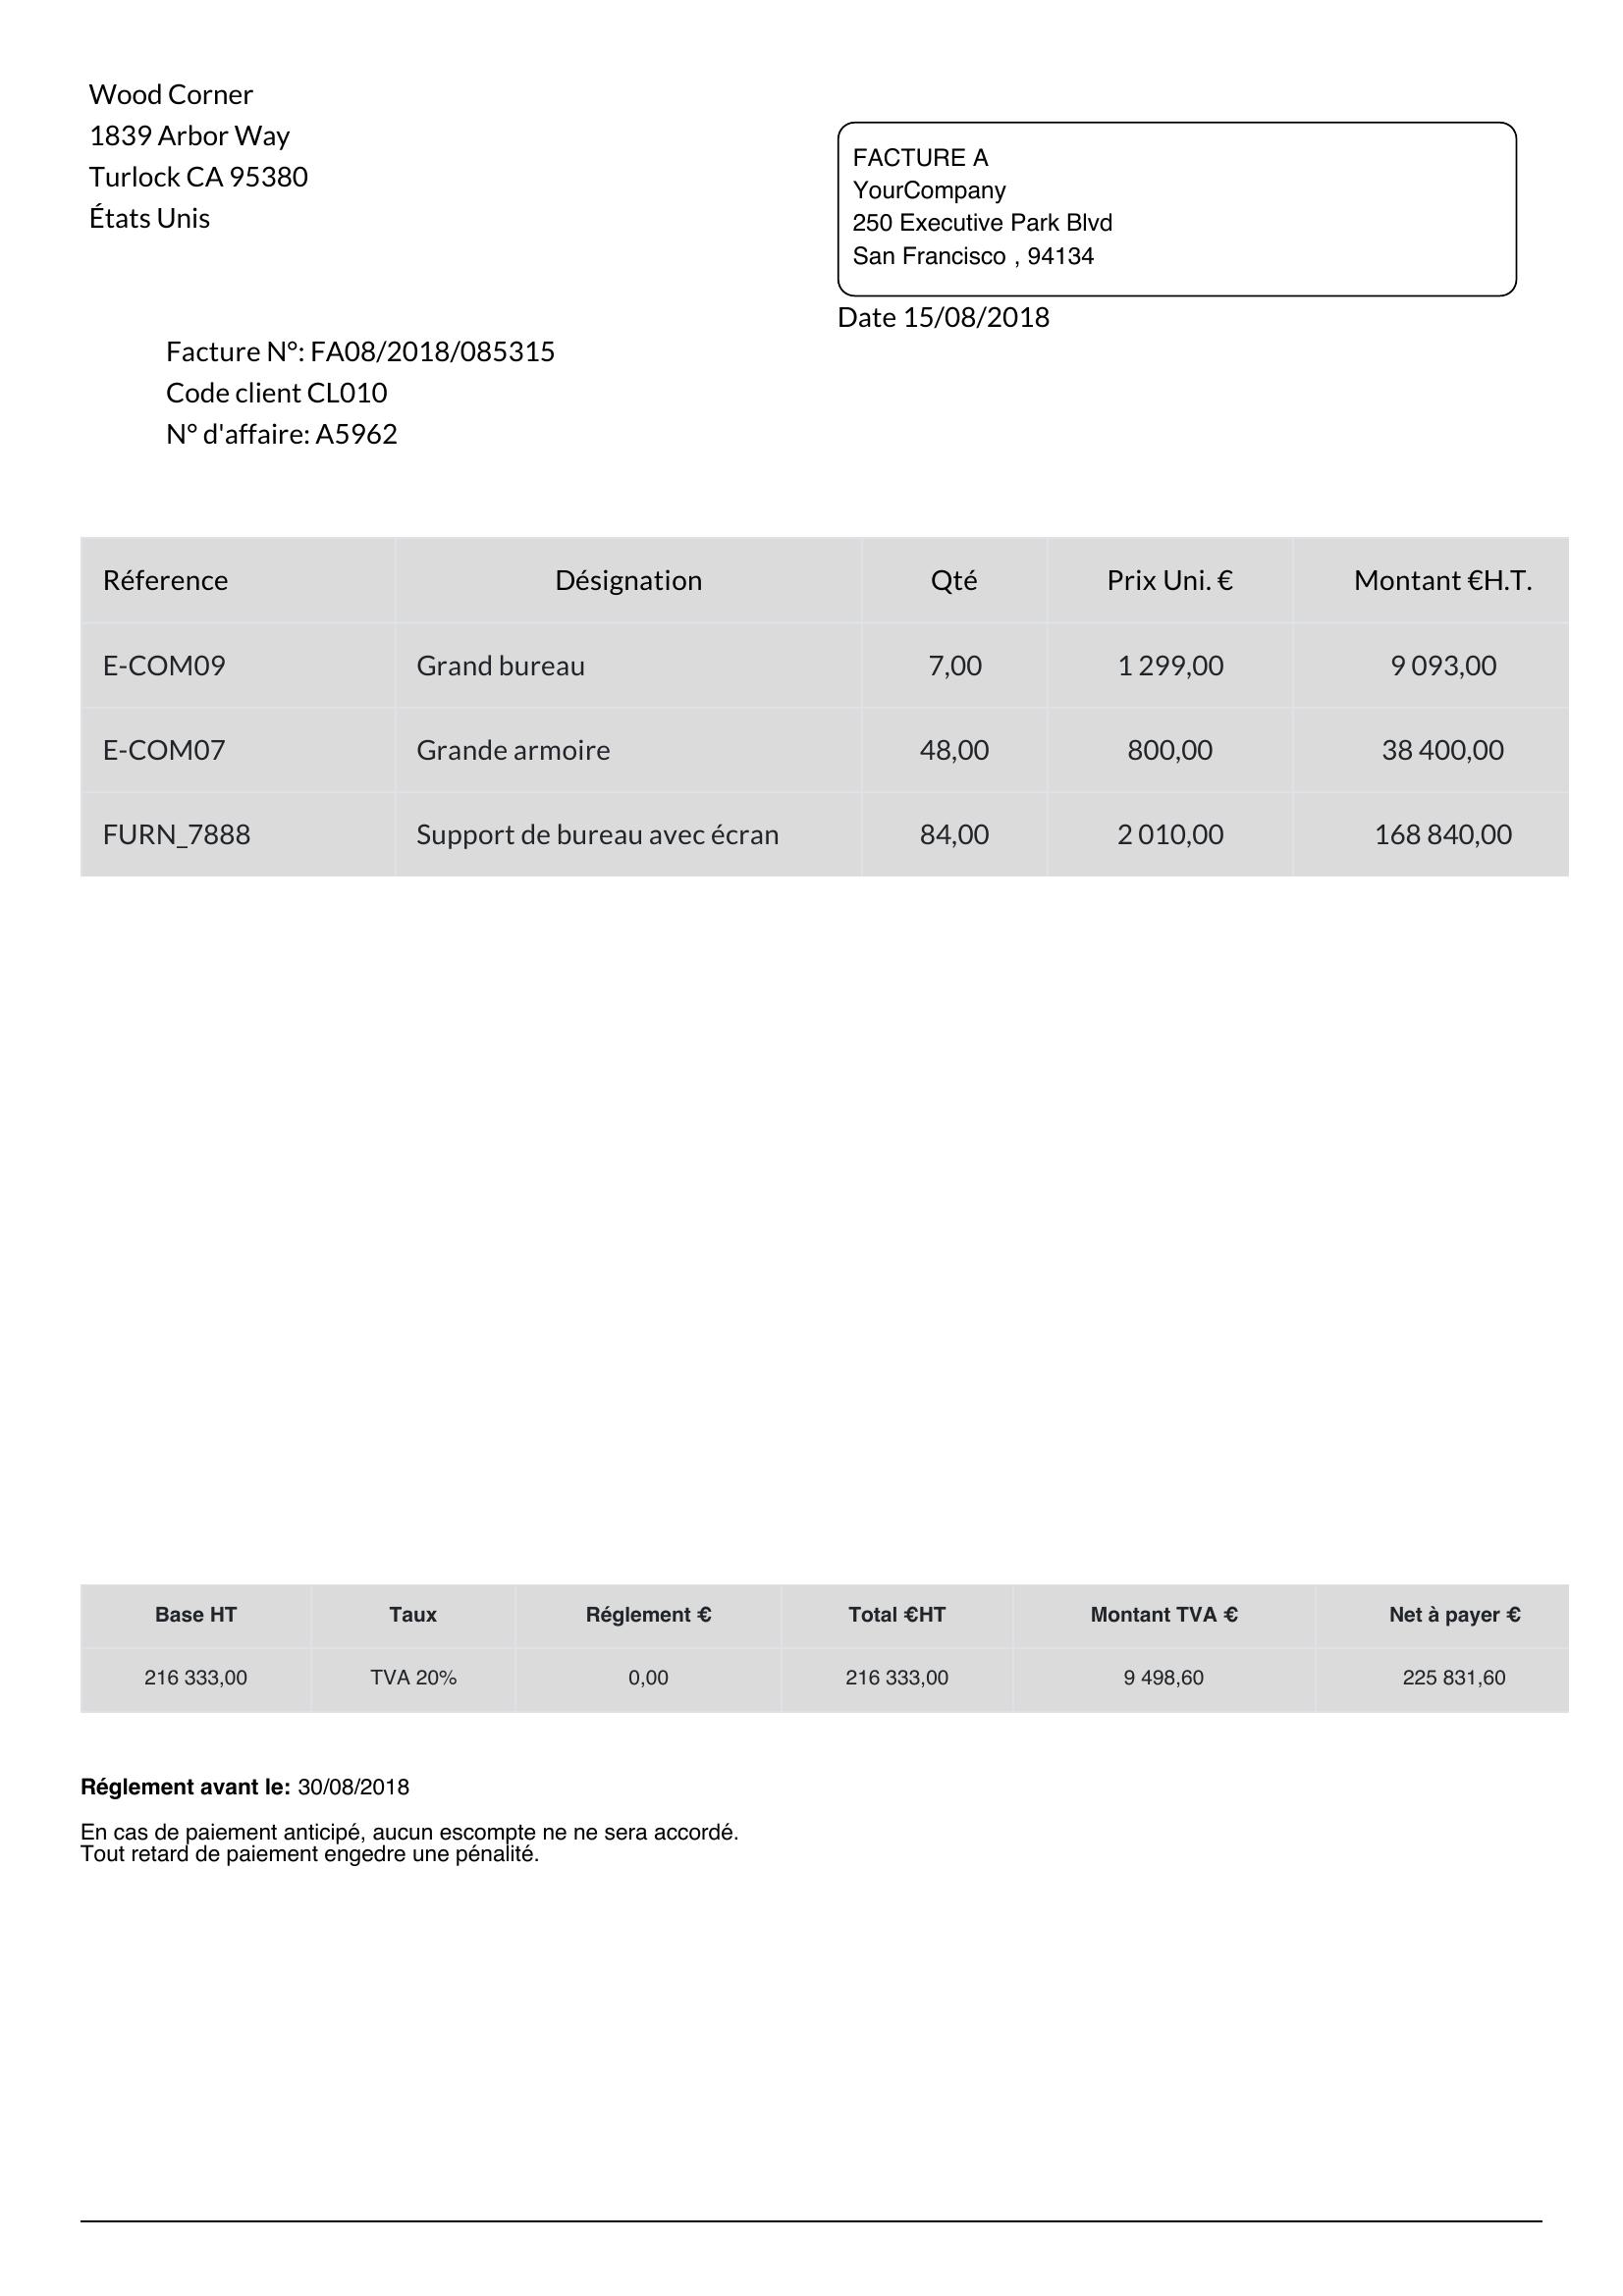 Wood Corner
1839 Arbor Way
Turlock CA 95380
États Unis
FACTURE A
YourCompany
250 Executive Park Blvd
San Francisco , 94134
Date 15/08/2018
Facture N°: FA08/2018/085315
Code client CL010
N° d'affaire: A5962
Réference Désignation Qté Prix Uni. € Montant €H.T.
E-COM09 Grand bureau 7,00 1 299,00 9 093,00
E-COM07 Grande armoire 48,00 800,00 38 400,00
FURN_7888 Support de bureau avec écran 84,00 2 010,00 168 840,00
Base HT Taux Réglement € Total €HT Montant TVA € Net à payer €
216 333,00 TVA 20% 0,00 216 333,00 9 498,60 225 831,60
Réglement avant le: 30/08/2018
En cas de paiement anticipé, aucun escompte ne ne sera accordé.
Tout retard de paiement engedre une pénalité.